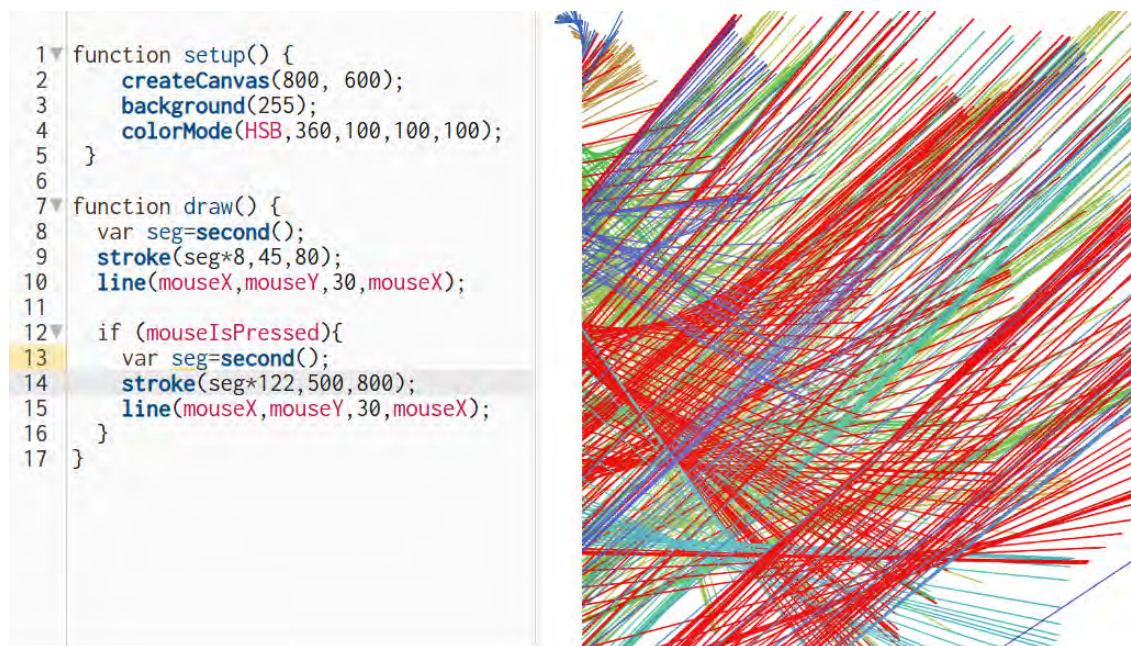 1 function setup() {
2 createCanvas(800, 600);
3 background(255);
4 colorMode(HSB,360,100,100,100);
5 }
6
7 function draw() {
8 var seg=second();
9 stroke(seg*8,45,80);
10 line(mouseX,mouseY,30,mouseX);
11
12 if (mouseIsPressed){
13 var seg=second();
14 stroke(seg*122,500,800);
15 line(mouseX,mouseY,30,mouseX);
16 }
17 }